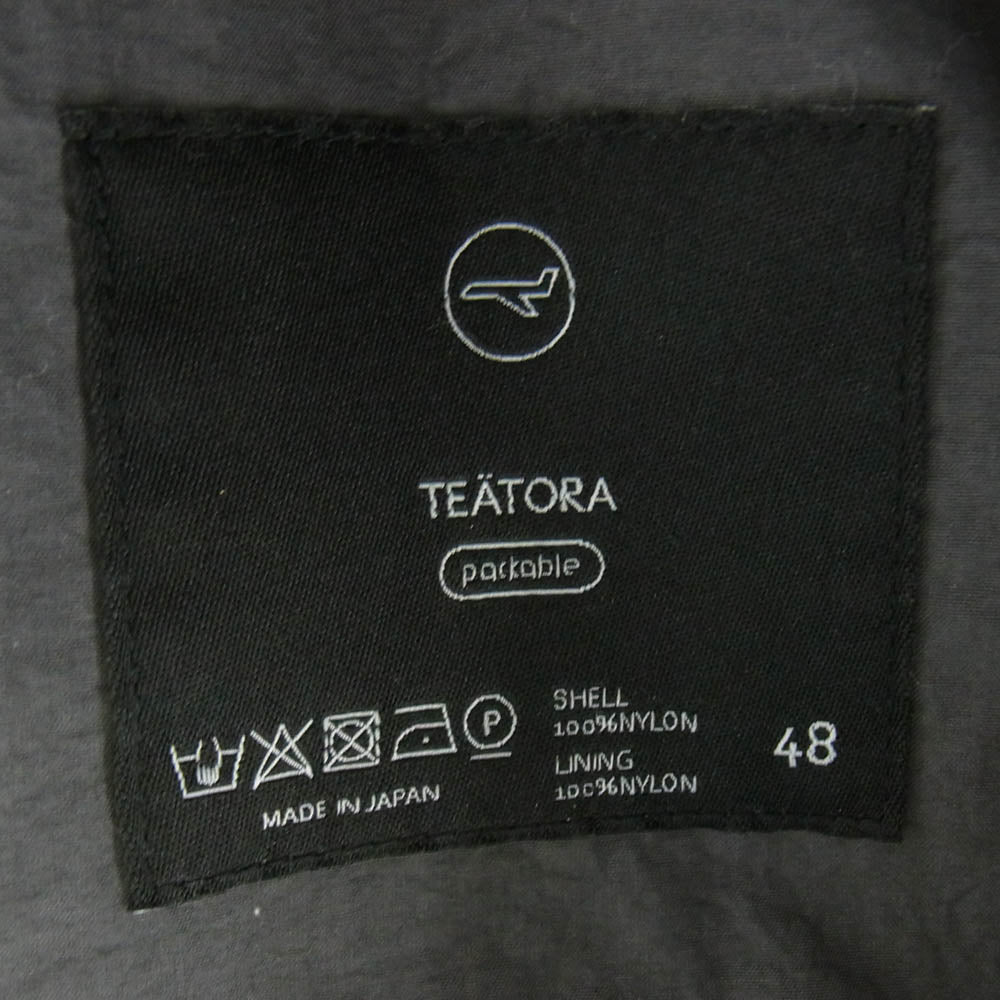 TEÄTORA
packable
P
MADE IN JAPAN
SHELL
100%NYLON
LINING
100%NYLON
48